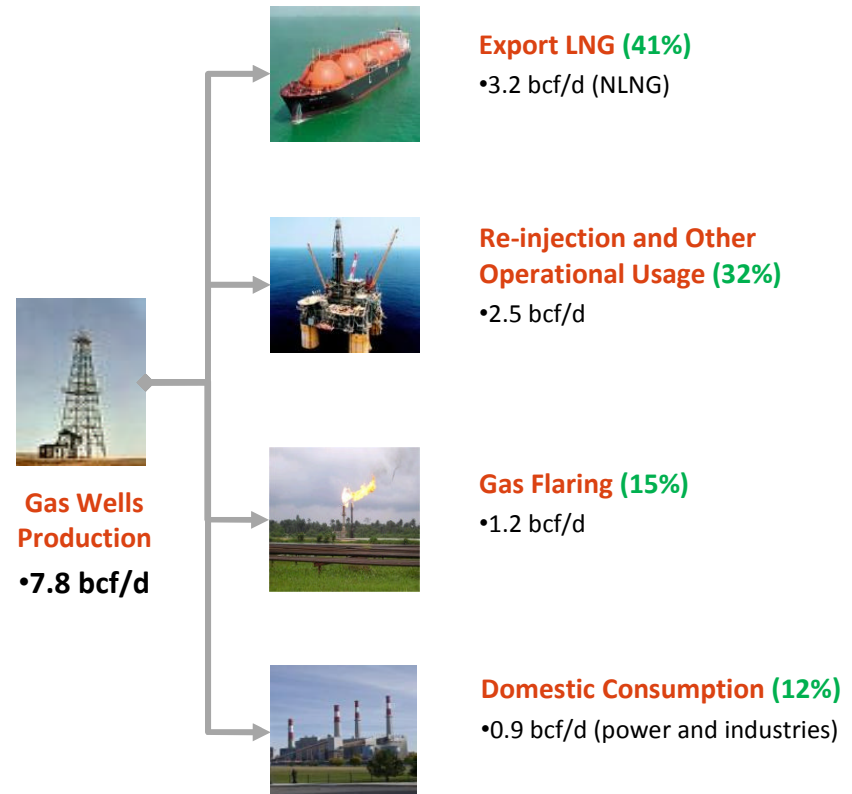 Export LNG (41%)
•3.2 bcf/d (NLNG)
Re-injection and Other
Operational Usage (32%)
•2.5 bcf/d
Gas Wells
Production
•7.8 bcf/d
Gas Flaring (15%)
•1.2 bcf/d
Domestic Consumption (12%)
•0.9 bcf/d (power and industries)